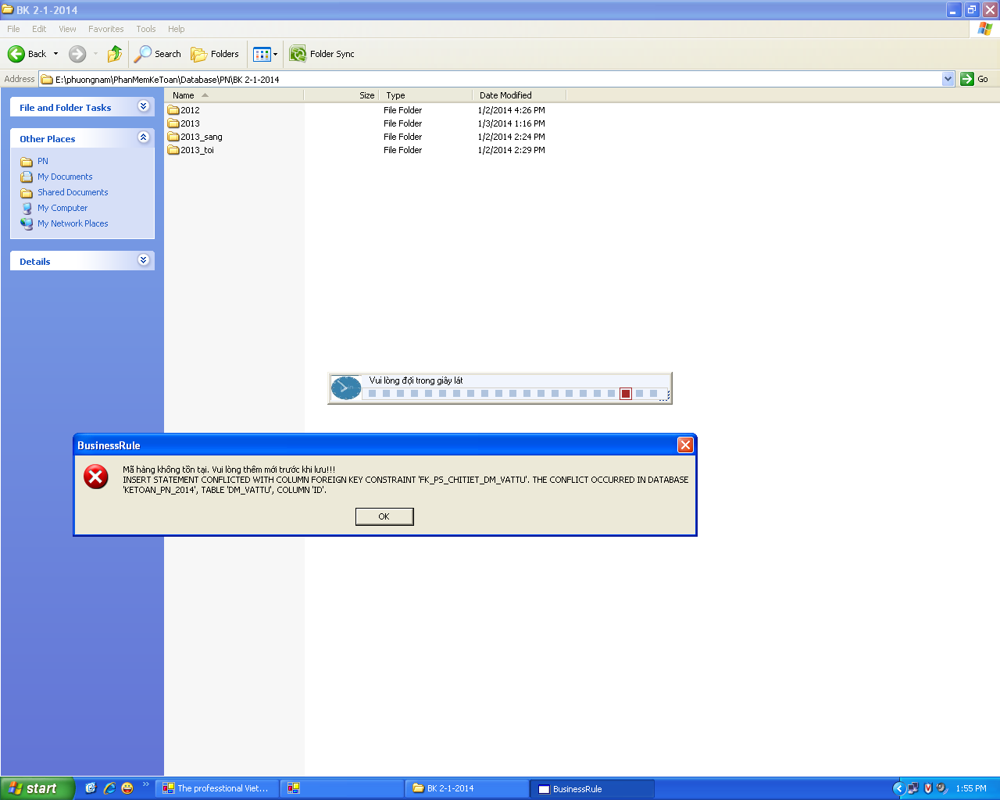 BK 2-1-2014
File Edit View Favorites Tools Help
Back Search Folders Folder Sync
Address E:\phuongnam\PhanMemKeToan\Database\PN\BK 2-1-2014 Go
File and Folder Tasks
Other Places
PN
My Documents
Shared Documents
My Computer
My Network Places
Details
Name Size Type Date Modified
2012 File Folder 1/2/2014 4:26 PM
2013 File Folder 1/3/2014 1:16 PM
2013_sang File Folder 1/2/2014 2:24 PM
2013_toi File Folder 1/2/2014 2:29 PM
Vui lòng đợi trong giây lát
BusinessRule
Mã hàng không tồn tại. Vui lòng thêm mới trước khi lưu!!!
INSERT STATEMENT CONFLICTED WITH COLUMN FOREIGN KEY CONSTRAINT 'FK_PS_CHITIET_DM_VATTU'. THE CONFLICT OCCURRED IN DATABASE
'KETOAN_PN_2014', TABLE 'DM_VATTU', COLUMN 'ID'.
OK
start The professtional Viet... BK 2-1-2014 BusinessRule 1:55 PM